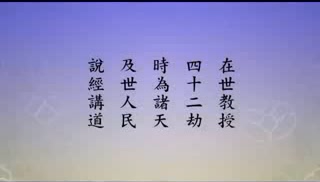 在世教授
四十二劫
時為諸天
及世人民
說經講道